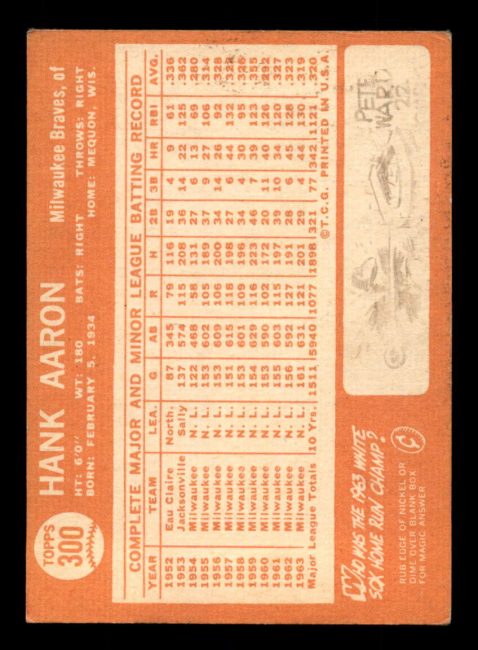 TOPPS
300
HANK AARON
Milwaukee Braves, of
HT: 6'0" WT: 180 BATS: RIGHT THROWS: RIGHT
BORN: FEBRUARY 5, 1934 HOME: MEQUON, WIS.
COMPLETE MAJOR AND MINOR LEAGUE BATTING RECORD
YEAR TEAM LEA. G AB R H 2B 3B HR RBI AVG.
1952 Eau Claire North. 87 345 79 116 19 4 9 61 .336
1953 Jacksonville Sally 137 574 115 208 36 14 22 125 .362
1954 Milwaukee N. L. 122 468 58 131 27 6 13 69 .280
1955 Milwaukee N. L. 153 602 105 189 37 9 27 106 .314
1956 Milwaukee N. L. 153 609 106 200 34 14 26 92 .328
1957 Milwaukee N. L. 151 615 118 198 27 6 44 132 .322
1958 Milwaukee N. L. 153 601 109 196 34 4 30 95 .326
1959 Milwaukee N. L. 154 629 116 223 46 7 39 123 .355
1960 Milwaukee N. L. 153 590 102 172 20 11 40 126 .292
1961 Milwaukee N. L. 155 603 115 197 39 10 34 120 .327
1962 Milwaukee N. L. 156 592 127 191 28 6 45 128 .323
1963 Milwaukee N. L. 161 631 121 201 29 4 44 130 .319
Major League Totals 10 Yrs. 1511 5940 1077 1898 321 77 342 1121 .320
©T.C.G. PRINTED IN U.S.A.
WHO WAS THE 1963 WHITE
SOX HOME RUN CHAMP?
RUB EDGE OF NICKEL OR
DIME OVER BLANK BOX
FOR MAGIC ANSWER
PETE
WARD
22